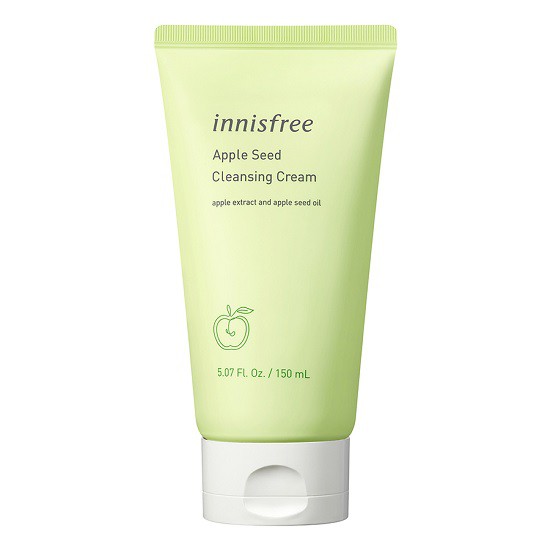 innisfree
Apple Seed
Cleansing Cream
apple extract and apple seed oil
5.07 Fl. Oz. / 150 mL